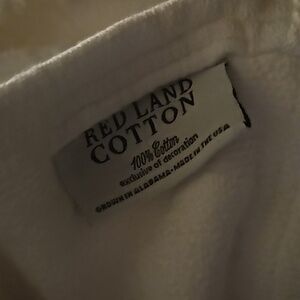 RED LAND
COTTON
100% Cotton
exclusive of decoration
GROWN IN ALABAMA · MADE IN THE USA